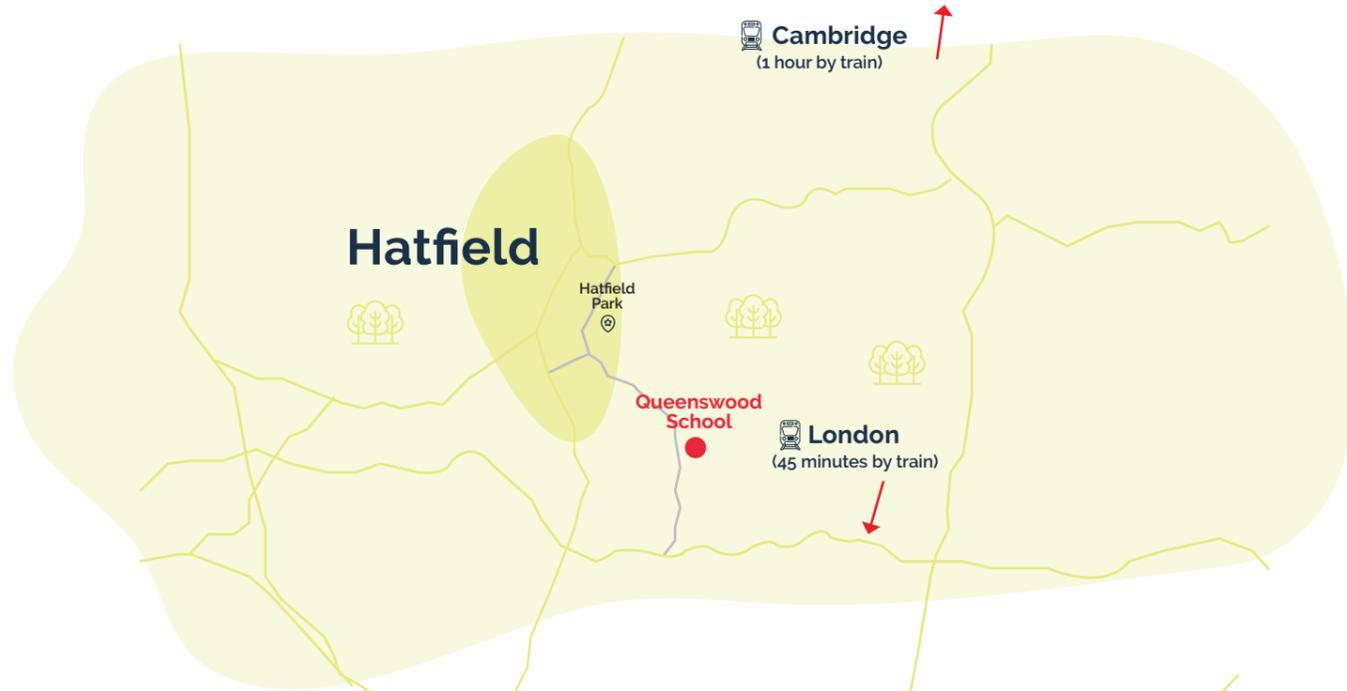 Cambridge
(1 hour by train)
Hatfield
Hatfield
Park
Queenswood
School
London
(45 minutes by train)